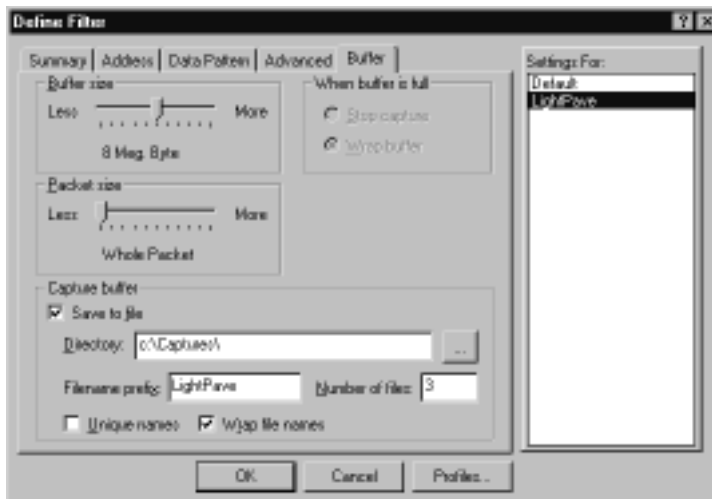 Define Filter
Summary
Address
Data Pattern
Advanced
Buffer
Buffer size
Less
More
8 Meg. Byte
When buffer is full
Stop capture
Wrap buffer
Packet size
Less
More
Whole Packet
Capture buffer
Save to file
Directory: c:\Captures\ ...
Filename prefix: LightPave Number of files: 3
Unique names Wrap file names
Settings For:
Default
LightPave
OK Cancel Profiles...